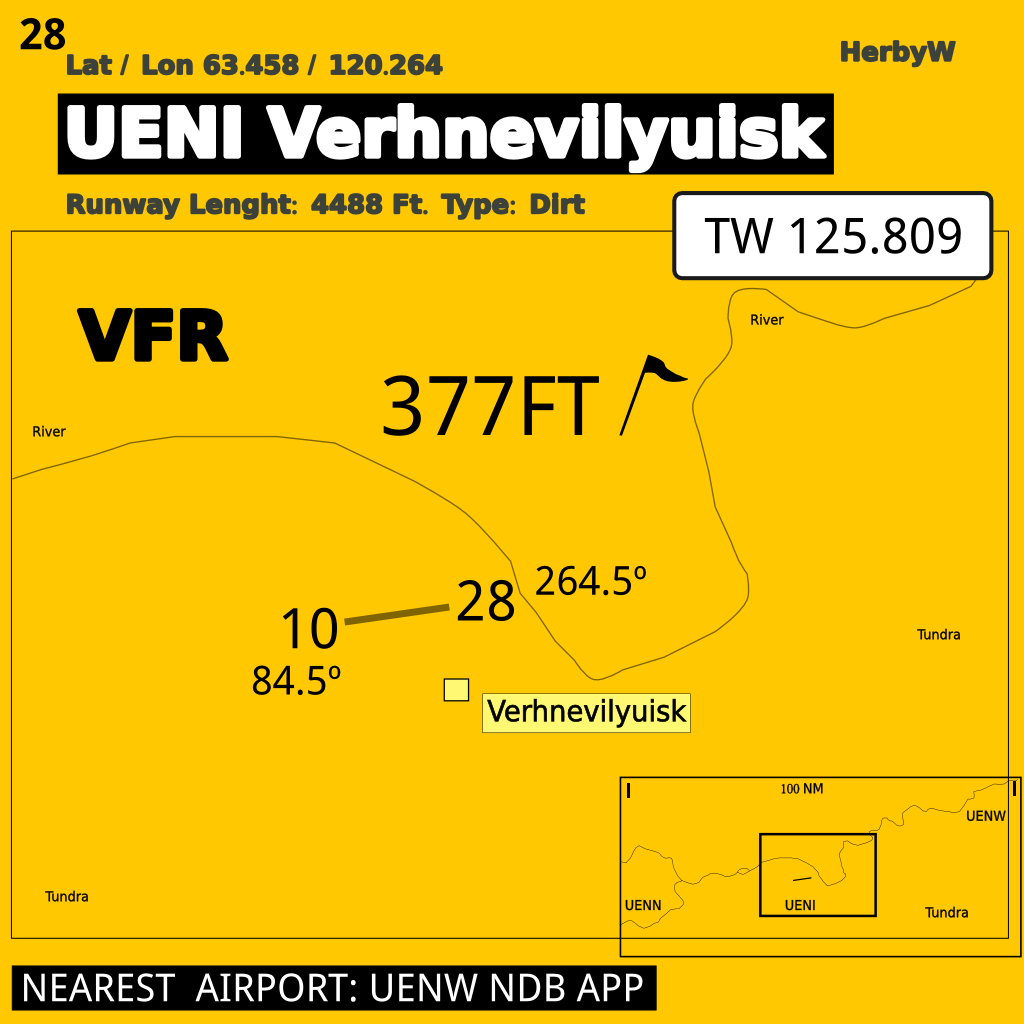 28
Lat / Lon 63.458 / 120.264
HerbyW
UENI Verhnevilyuisk
Runway Lenght: 4488 Ft. Type: Dirt
TW 125.809
VFR
River
377FT
River
264.5º
28
10
84.5º
Tundra
Verhnevilyuisk
100 NM
UENW
UENN
UENI
Tundra
Tundra
NEAREST  AIRPORT: UENW NDB APP